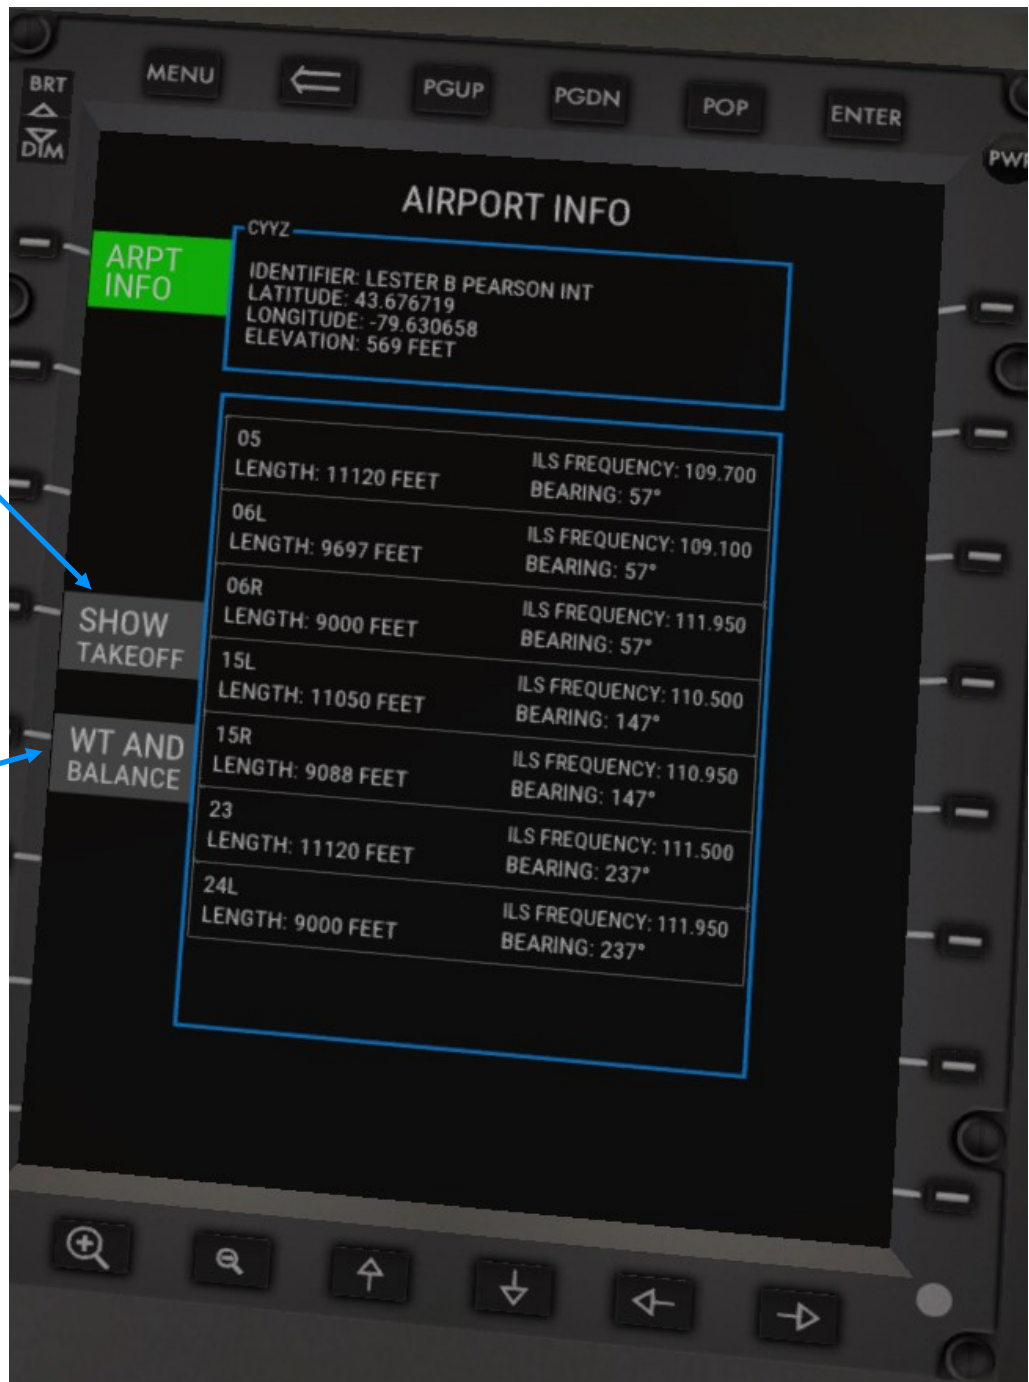 MENU
PGUP
PGDN
POP
ENTER
BRT
DIM
PWR
AIRPORT INFO
ARPT
INFO
CYYZ
IDENTIFIER: LESTER B PEARSON INT
LATITUDE: 43.676719
LONGITUDE: -79.630658
ELEVATION: 569 FEET
05
LENGTH: 11120 FEET
ILS FREQUENCY: 109.700
BEARING: 57°
06L
LENGTH: 9697 FEET
ILS FREQUENCY: 109.100
BEARING: 57°
06R
LENGTH: 9000 FEET
ILS FREQUENCY: 111.950
BEARING: 57°
15L
LENGTH: 11050 FEET
ILS FREQUENCY: 110.500
BEARING: 147°
15R
LENGTH: 9088 FEET
ILS FREQUENCY: 110.950
BEARING: 147°
23
LENGTH: 11120 FEET
ILS FREQUENCY: 111.500
BEARING: 237°
24L
LENGTH: 9000 FEET
ILS FREQUENCY: 111.950
BEARING: 237°
SHOW
TAKEOFF
WT AND
BALANCE